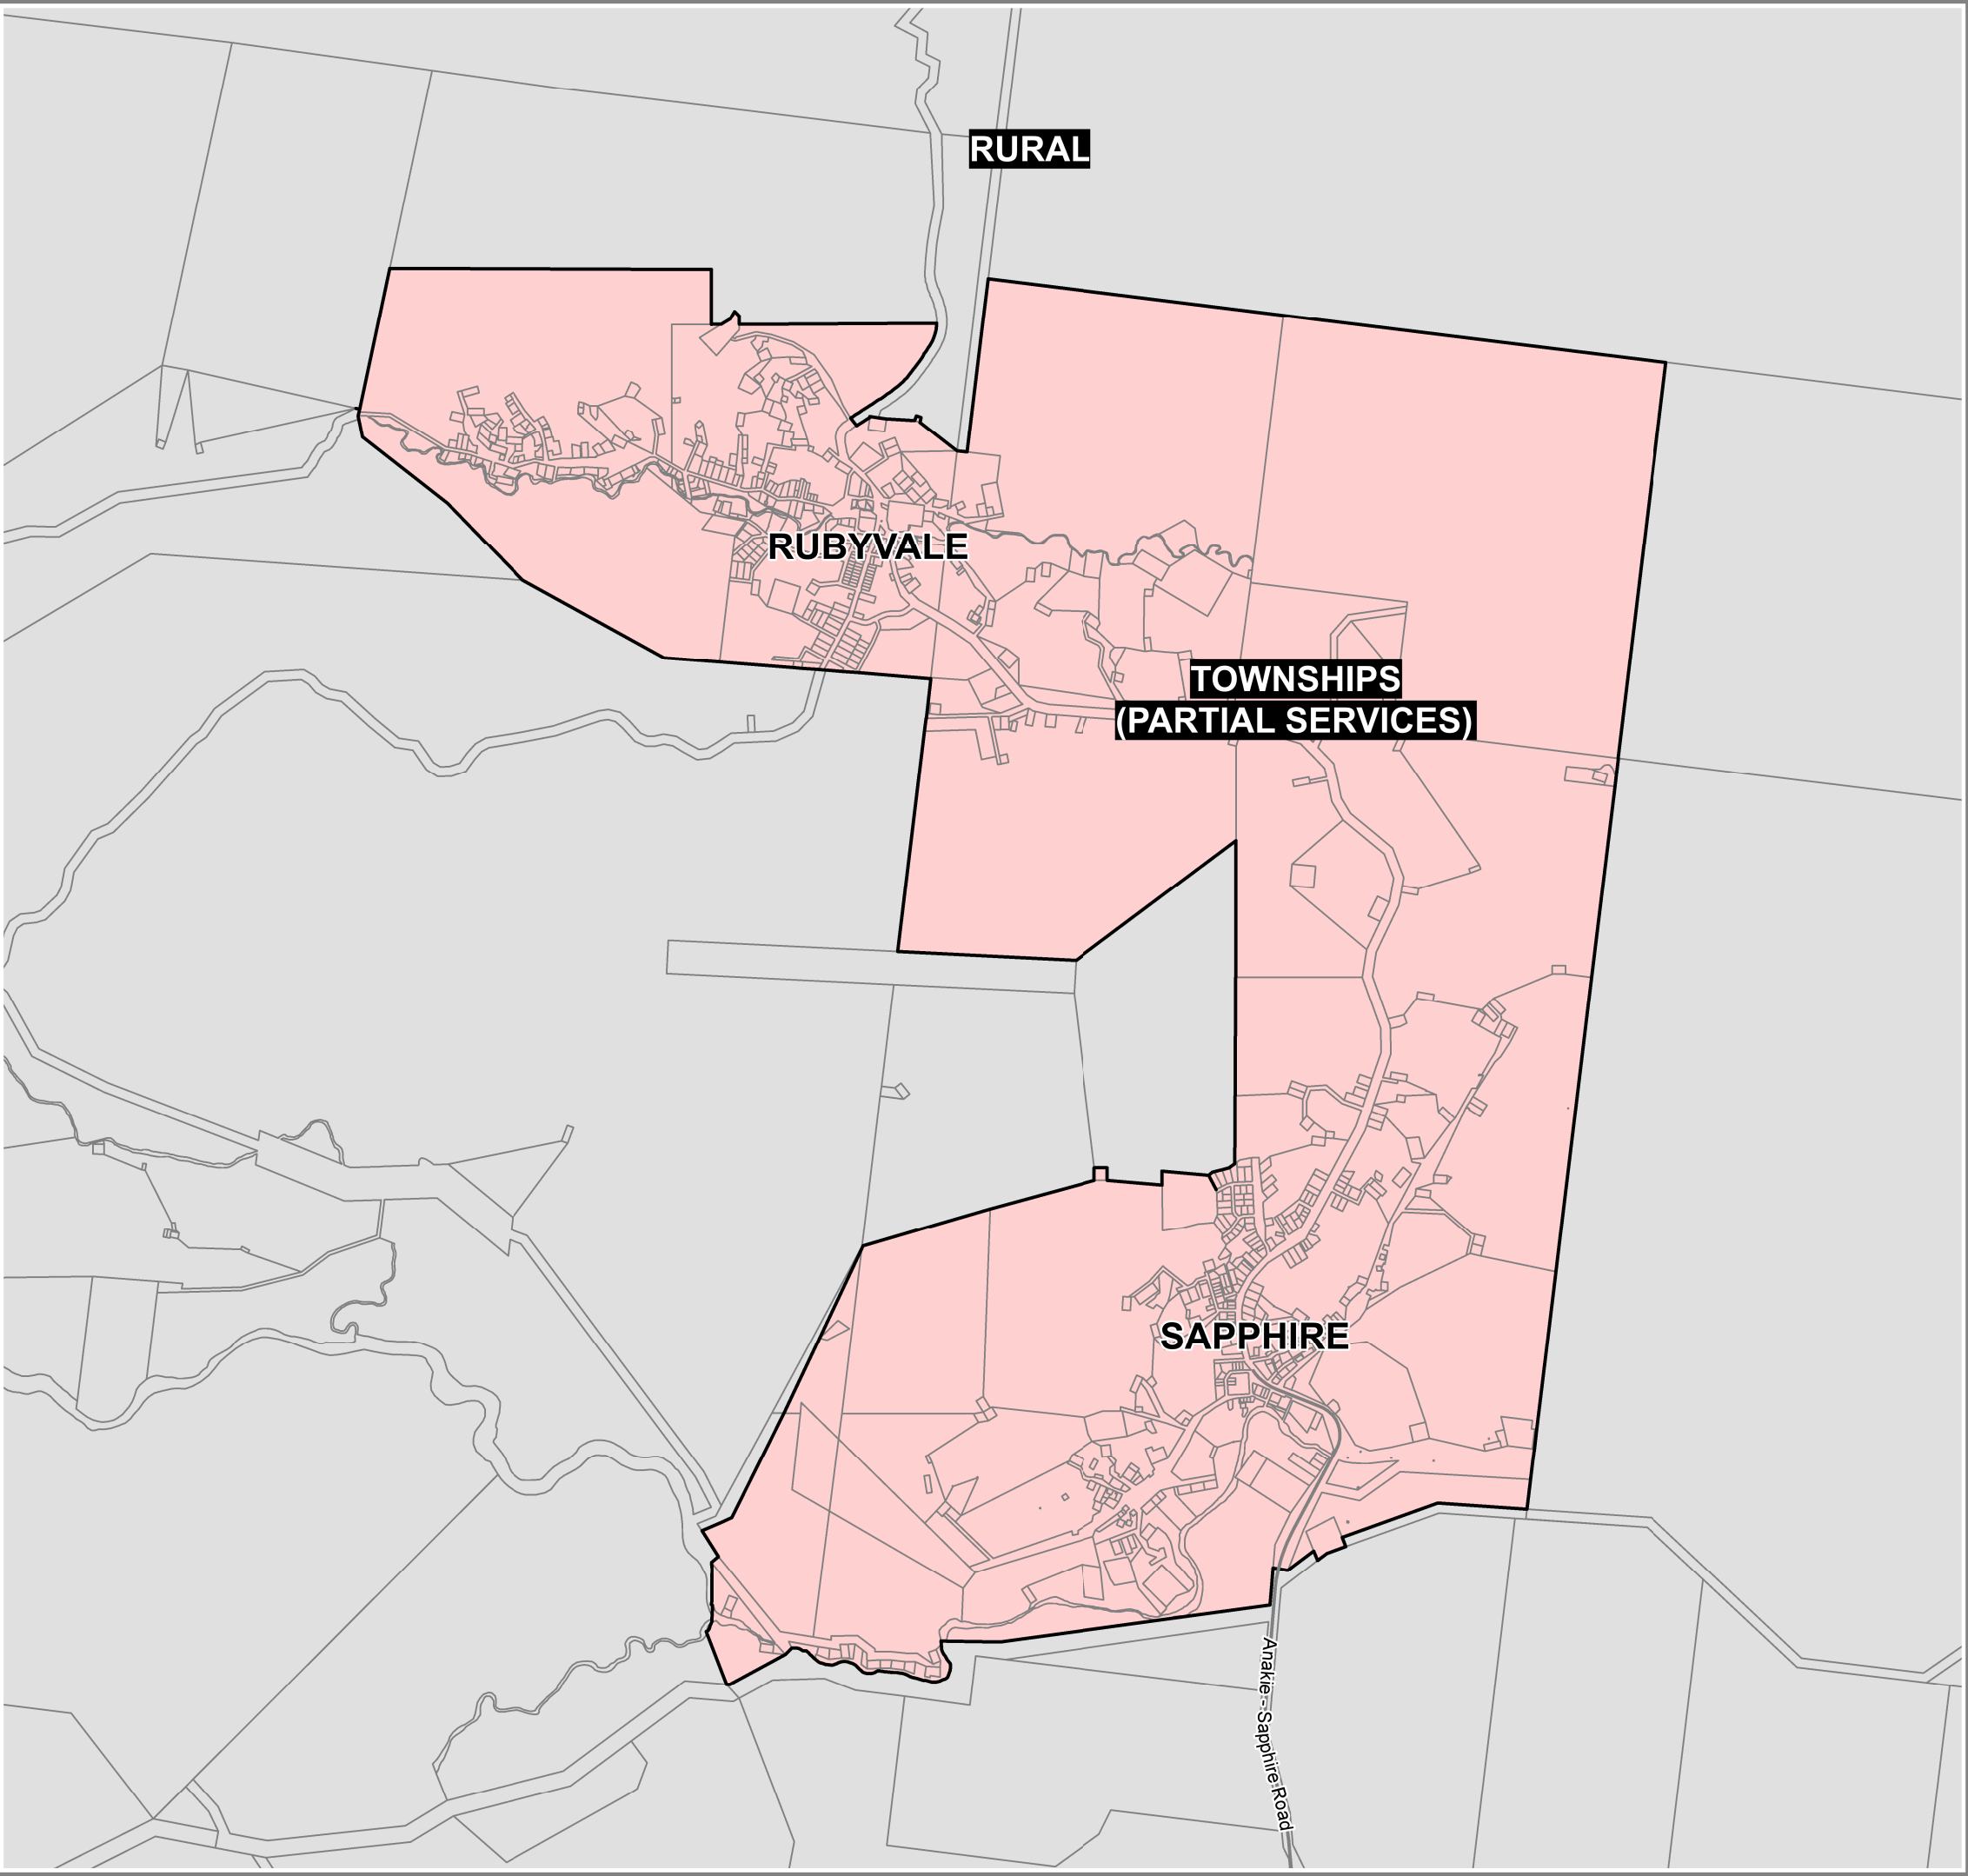 RURAL
RUBYVALE
TOWNSHIPS
(PARTIAL SERVICES)
SAPPHIRE
Anakie - Sapphire Road